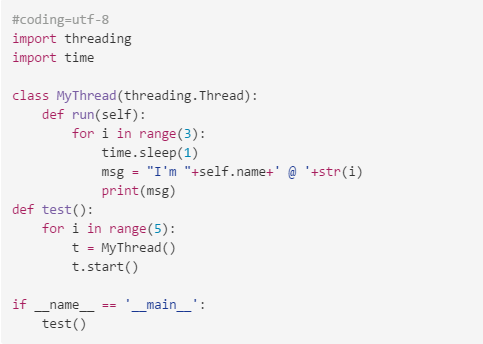 #coding=utf-8
import threading
import time

class MyThread(threading.Thread):
    def run(self):
        for i in range(3):
            time.sleep(1)
            msg = "I'm "+self.name+' @ '+str(i)
            print(msg)
def test():
    for i in range(5):
        t = MyThread()
        t.start()

if __name__ == '__main__':
    test()